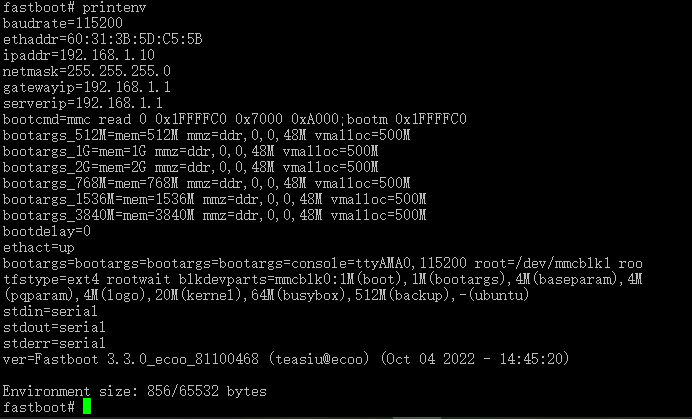 fastboot# printenv
baudrate=115200
ethaddr=60:31:3B:5D:C5:5B
ipaddr=192.168.1.10
netmask=255.255.255.0
gatewayip=192.168.1.1
serverip=192.168.1.1
bootcmd=mmc read 0 0x1FFFFC0 0x7000 0xA000;bootm 0x1FFFFC0
bootargs_512M=mem=512M mmz=ddr,0,0,48M vmalloc=500M
bootargs_1G=mem=1G mmz=ddr,0,0,48M vmalloc=500M
bootargs_2G=mem=2G mmz=ddr,0,0,48M vmalloc=500M
bootargs_768M=mem=768M mmz=ddr,0,0,48M vmalloc=500M
bootargs_1536M=mem=1536M mmz=ddr,0,0,48M vmalloc=500M
bootargs_3840M=mem=3840M mmz=ddr,0,0,48M vmalloc=500M
bootdelay=0
ethact=up
bootargs=bootargs=bootargs=bootargs=console=ttyAMA0,115200 root=/dev/mmcblk1 roo
tfstype=ext4 rootwait blkdevparts=mmcblk0:1M(boot),1M(bootargs),4M(baseparam),4M
(pqparam),4M(logo),20M(kernel),64M(busybox),512M(backup),-(ubuntu)
stdin=serial
stdout=serial
stderr=serial
ver=Fastboot 3.3.0_ecoo_81100468 (teasiu@ecoo) (Oct 04 2022 - 14:45:20)
Environment size: 856/65532 bytes
fastboot#